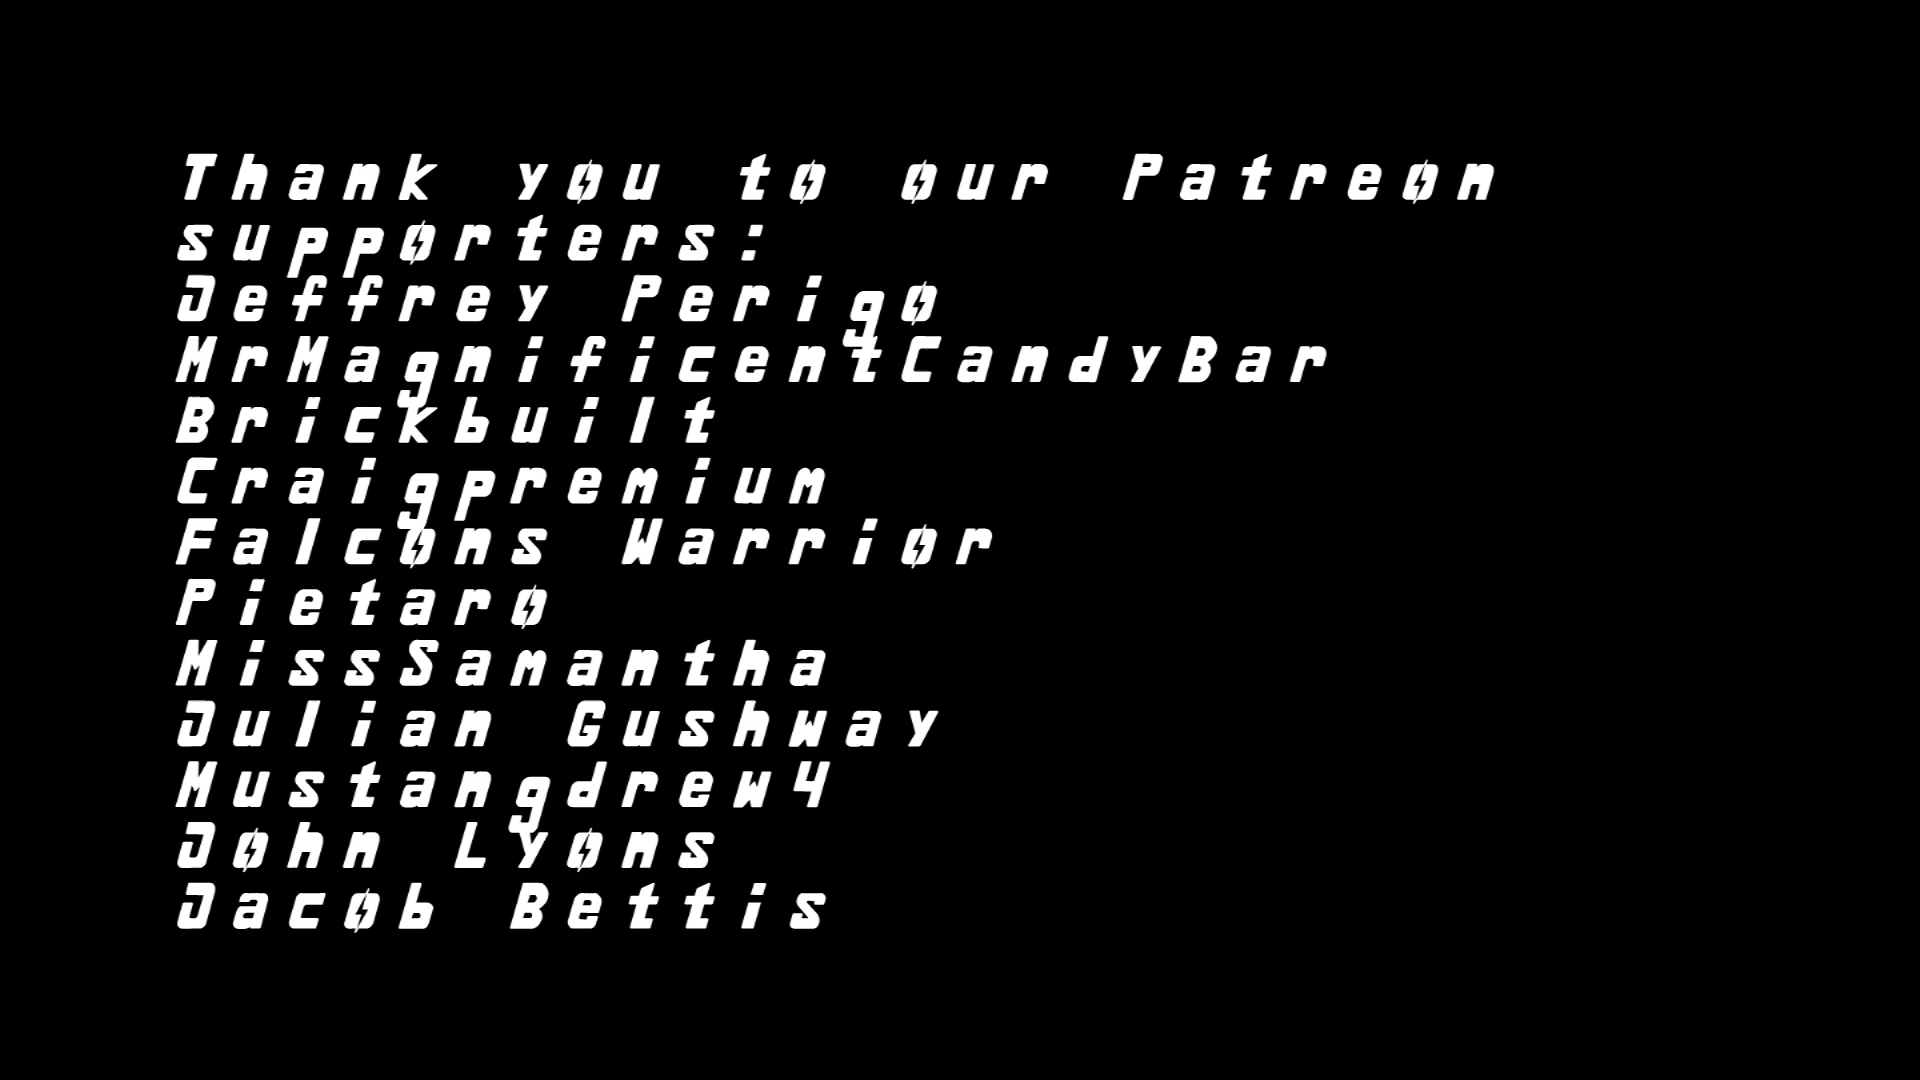 Thank you to our Patreon
supporters:
Jeffrey Perigo
MrMagnificentCandyBar
Brickbuilt
Craigpremium
Falcons Warrior
Pietaro
MissSamantha
Julian Gushway
Mustangdrew4
John Lyons
Jacob Bettis